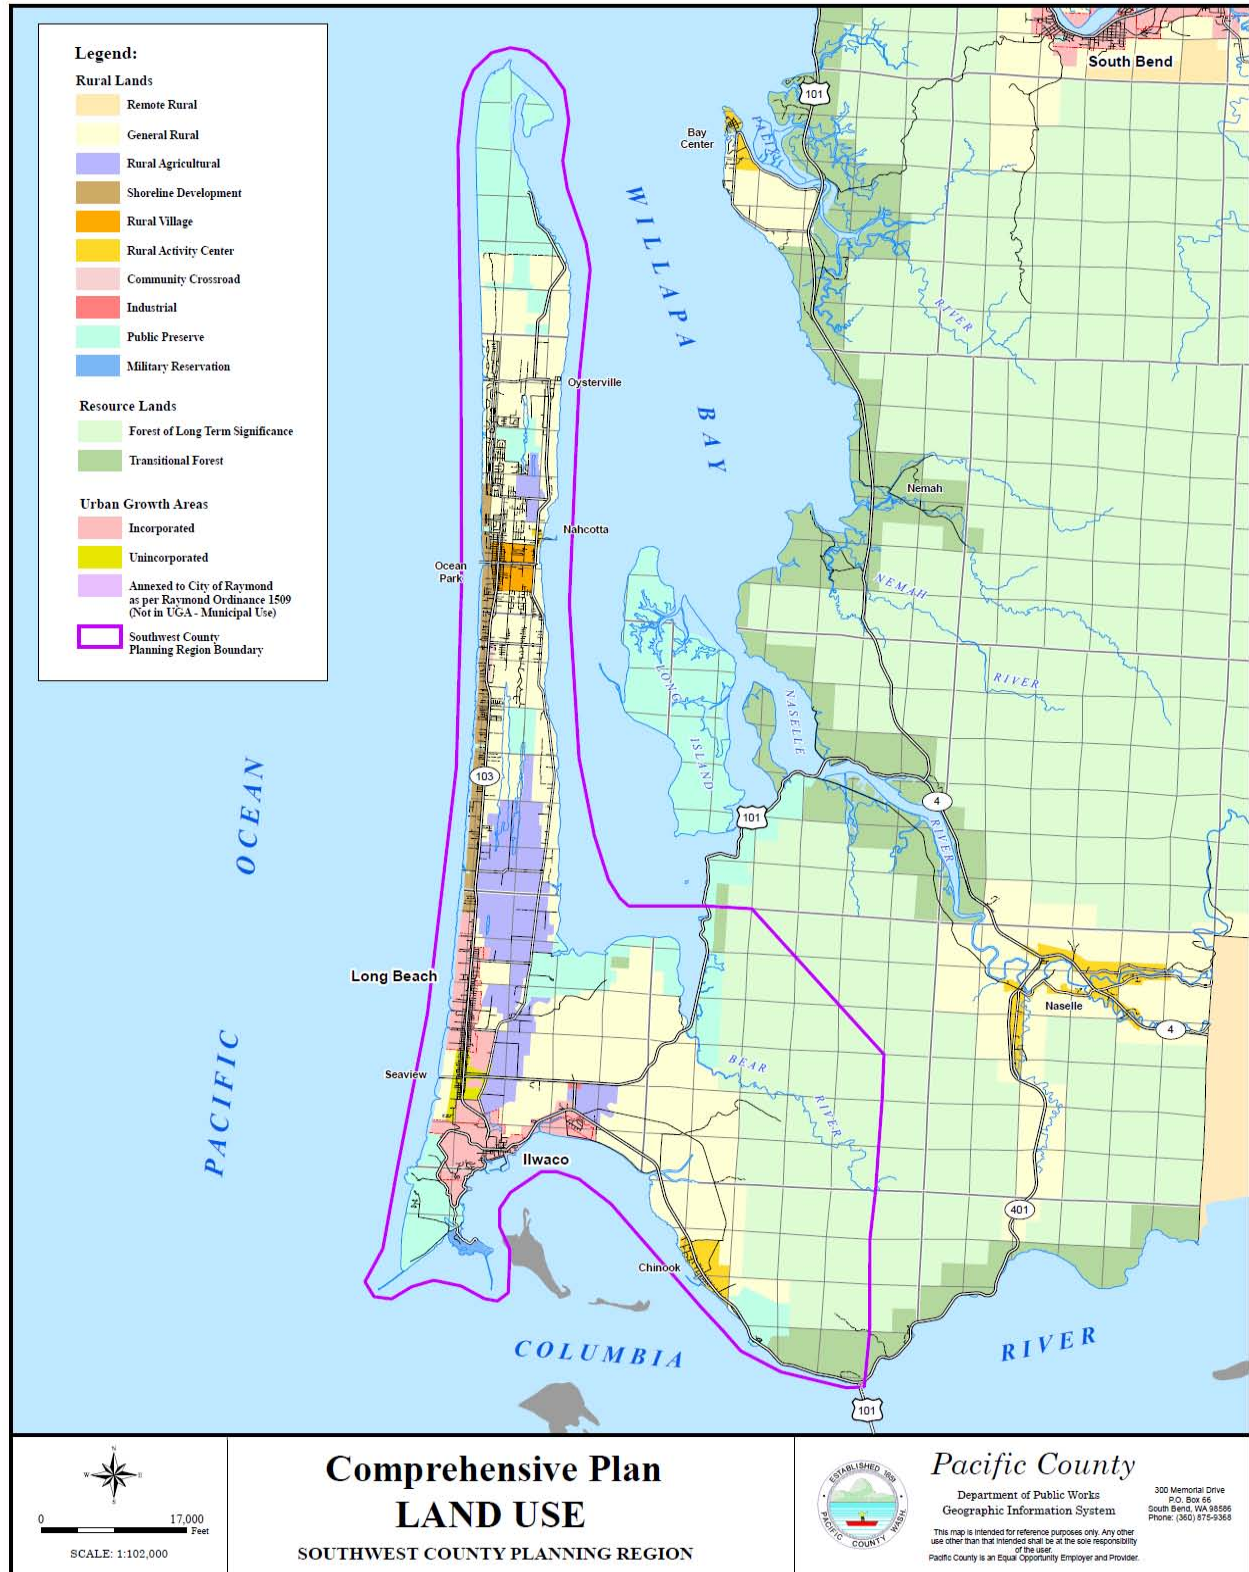 Legend:
Rural Lands
Remote Rural
General Rural
Rural Agricultural
Shoreline Development
Rural Village
Rural Activity Center
Community Crossroad
Industrial
Public Preserve
Military Reservation
Resource Lands
Forest of Long Term Significance
Transitional Forest
Urban Growth Areas
Incorporated
Unincorporated
Annexed to City of Raymond
as per Raymond Ordinance 1509
(Not in UGA - Municipal Use)
Southwest County
Planning Region Boundary
South Bend
101
Bay
Center
PALIX
RIVER
WILLAPA BAY
Oysterville
Nemah
Nahcotta
Ocean
Park
NEMAH
RIVER
LONG
ISLAND
NASELLE
RIVER
103
4
101
PACIFIC OCEAN
Long Beach
Naselle
4
Seaview
BEAR
RIVER
Ilwaco
401
Chinook
COLUMBIA RIVER
101
N
W
E
S
0 17,000
Feet
SCALE: 1:102,000
Comprehensive Plan
LAND USE
SOUTHWEST COUNTY PLANNING REGION
ESTABLISHED 1851
PACIFIC COUNTY WASH.
Pacific County
Department of Public Works
Geographic Information System
This map is intended for reference purposes only. Any other
use other than that intended shall be at the sole responsibility
of the user.
Pacific County is an Equal Opportunity Employer and Provider.
300 Memorial Drive
P.O. Box 66
South Bend, WA 98586
Phone: (360) 875-9368